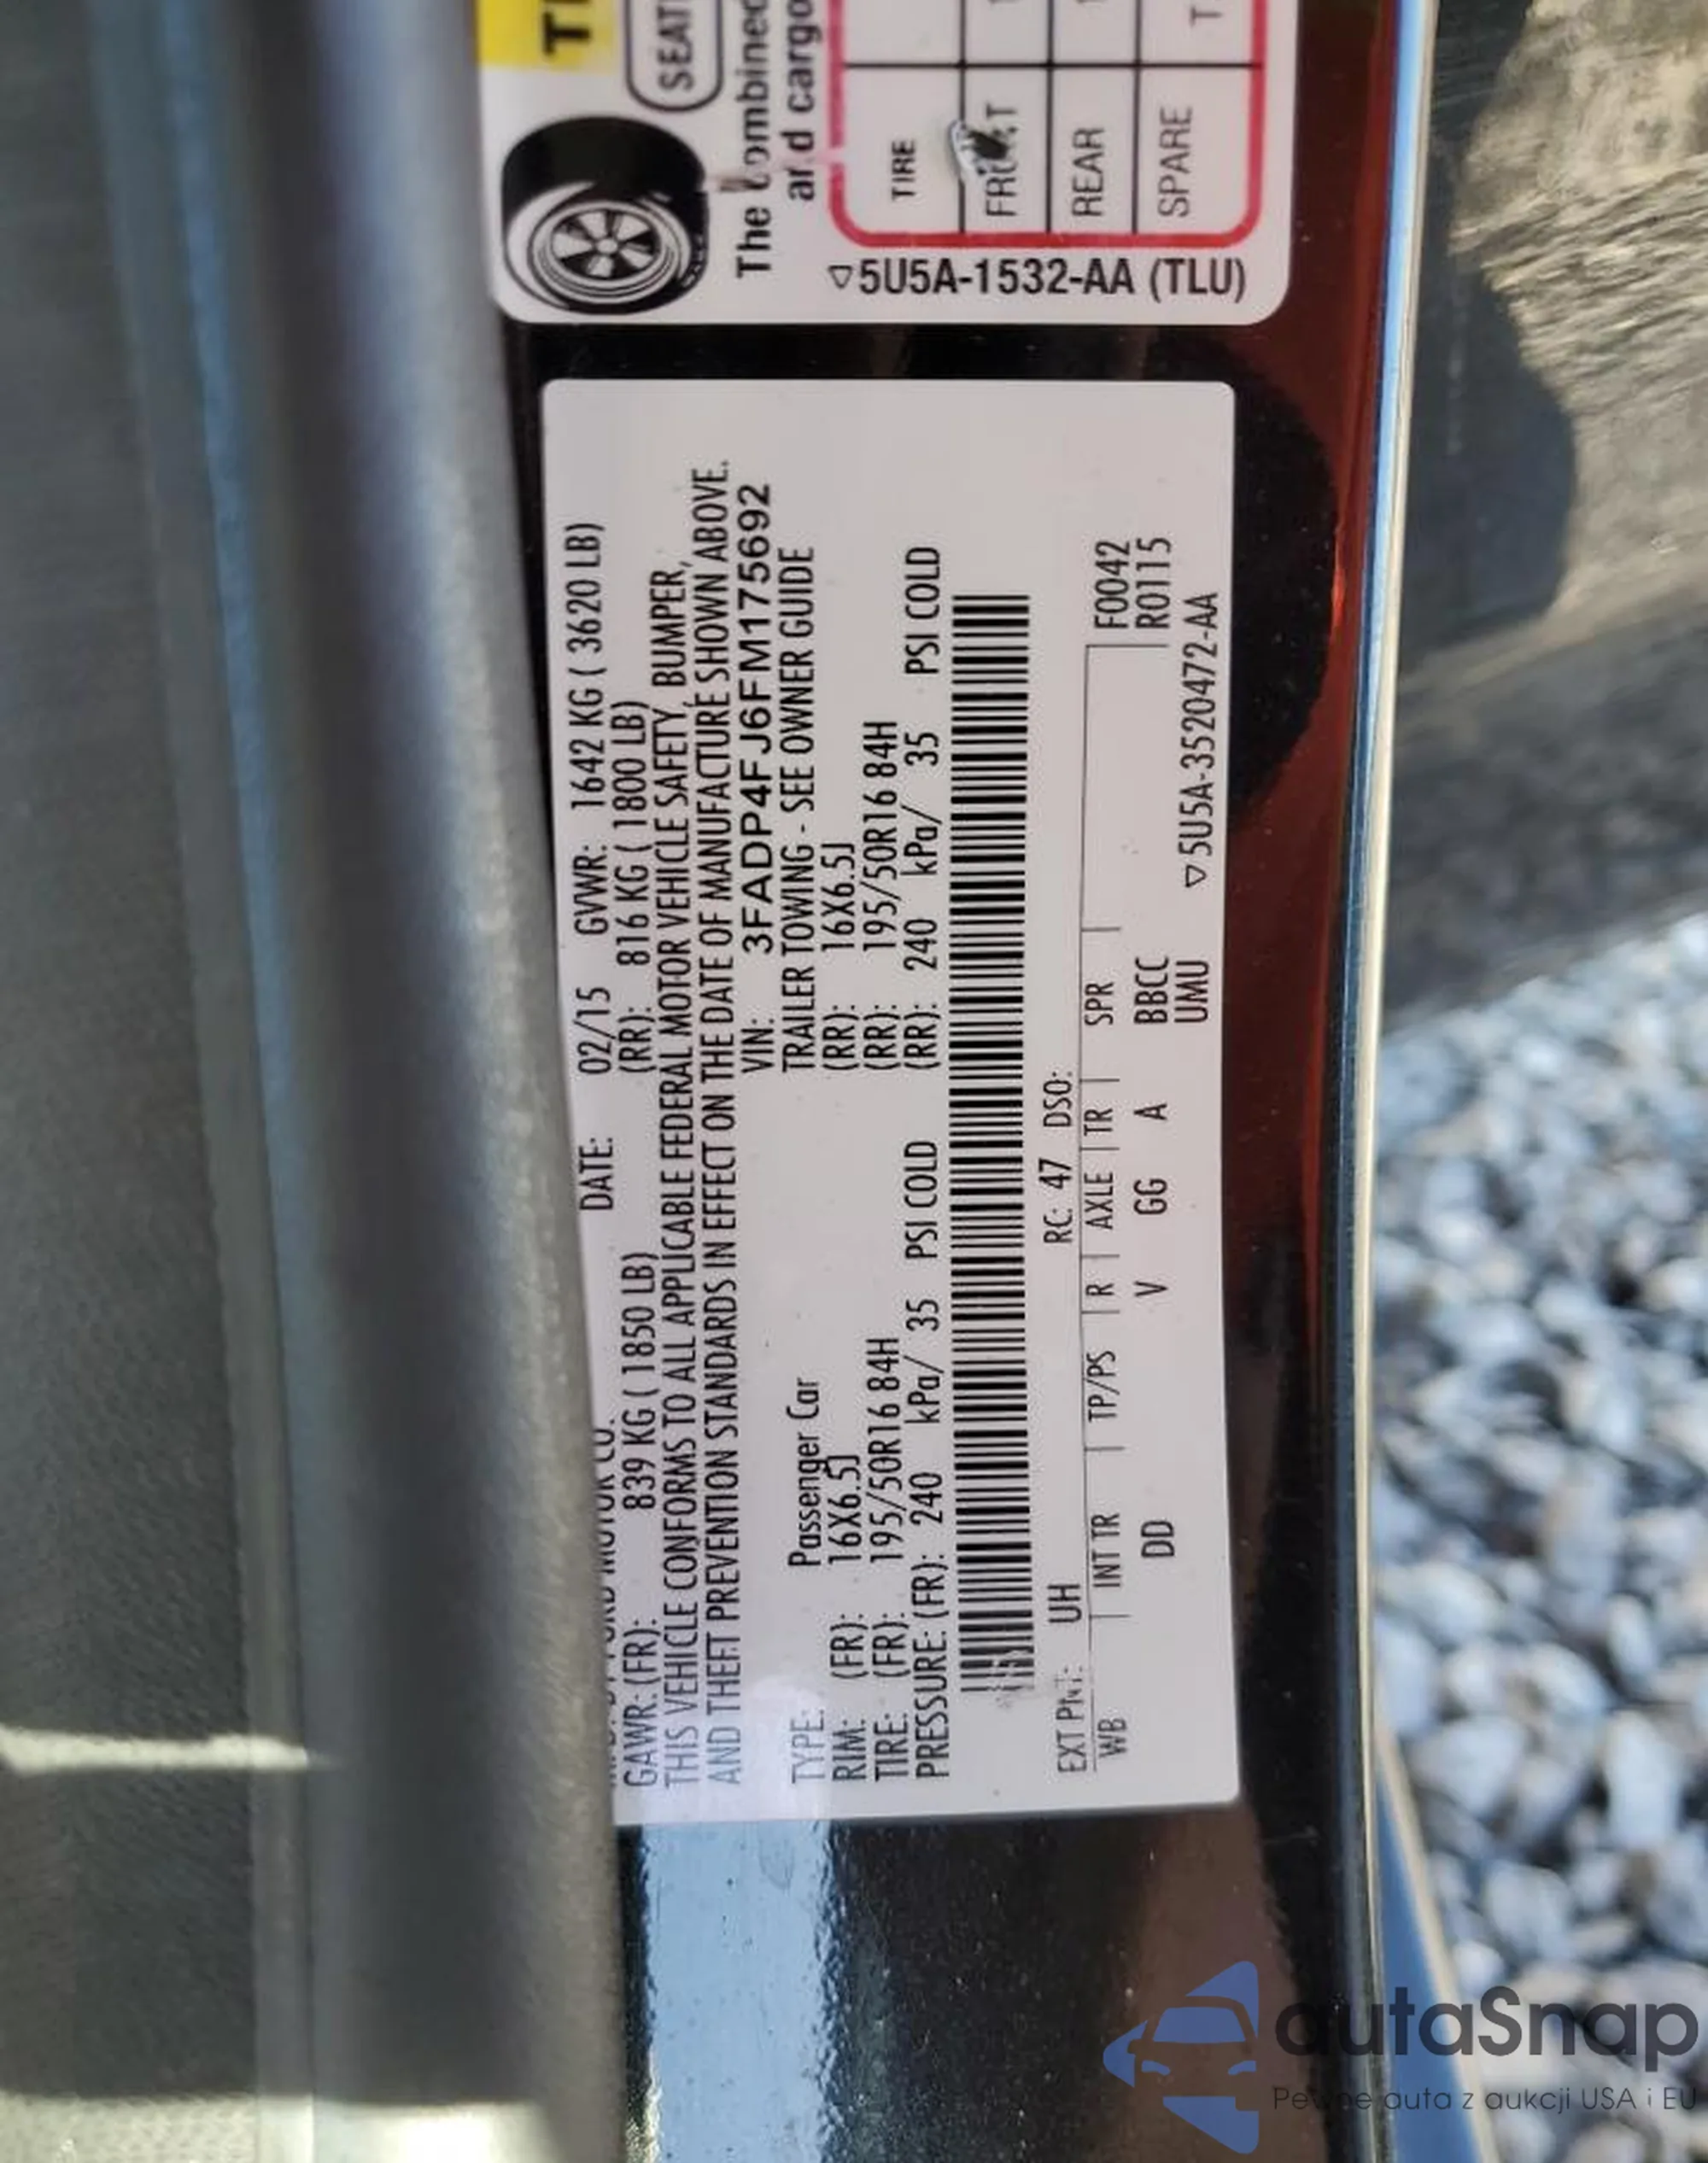 SEATI
The combined
and cargo
TIRE
FRONT
REAR
SPARE
▽5U5A-1532-AA (TLU)
MOTOR CO. DATE: 02/15 GVWR: 1642 KG ( 3620 LB)
GAWR: (FR): 839 KG ( 1850 LB) (RR): 816 KG ( 1800 LB)
THIS VEHICLE CONFORMS TO ALL APPLICABLE FEDERAL MOTOR VEHICLE SAFETY, BUMPER,
AND THEFT PREVENTION STANDARDS IN EFFECT ON THE DATE OF MANUFACTURE SHOWN ABOVE.
VIN: 3FADP4FJ6FM175692
TYPE: Passenger Car TRAILER TOWING - SEE OWNER GUIDE
RIM: (FR): 16X6.5J (RR): 16X6.5J
TIRE: (FR): 195/50R16 84H (RR): 195/50R16 84H
PRESSURE: (FR): 240 kPa/ 35 PSI COLD (RR): 240 kPa/ 35 PSI COLD
EXT PNT: UH RC: 47 DSO:
WB INT TR TP/PS R AXLE TR SPR F0042
DD V GG A BBCC R0115
UMU ▽5U5A-3520472-AA
autaSnap
Pewne auta z aukcji USA i EU